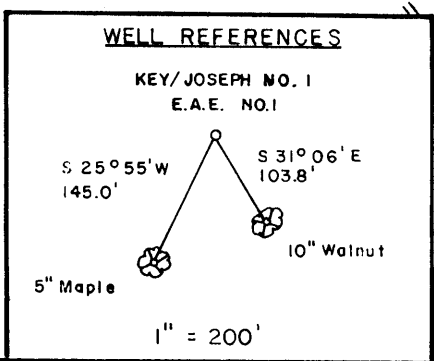 WELL REFERENCES
KEY/JOSEPH NO. 1
E.A.E. NO.1
S 25° 55' W
145.0'
S 31° 06' E
103.8'
10" Walnut
5" Maple
1" = 200'